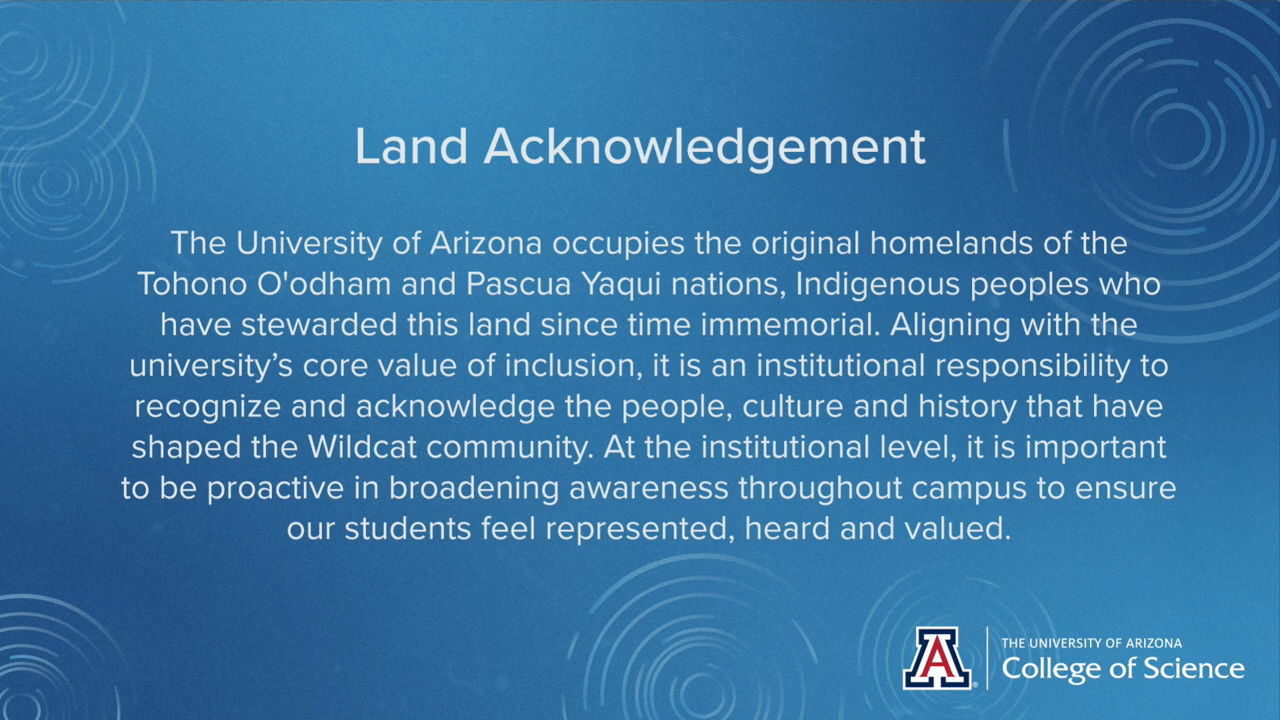 Land Acknowledgement
The University of Arizona occupies the original homelands of the
Tohono O'odham and Pascua Yaqui nations, Indigenous peoples who
have stewarded this land since time immemorial. Aligning with the
university’s core value of inclusion, it is an institutional responsibility to
recognize and acknowledge the people, culture and history that have
shaped the Wildcat community. At the institutional level, it is important
to be proactive in broadening awareness throughout campus to ensure
our students feel represented, heard and valued.
A
THE UNIVERSITY OF ARIZONA
College of Science